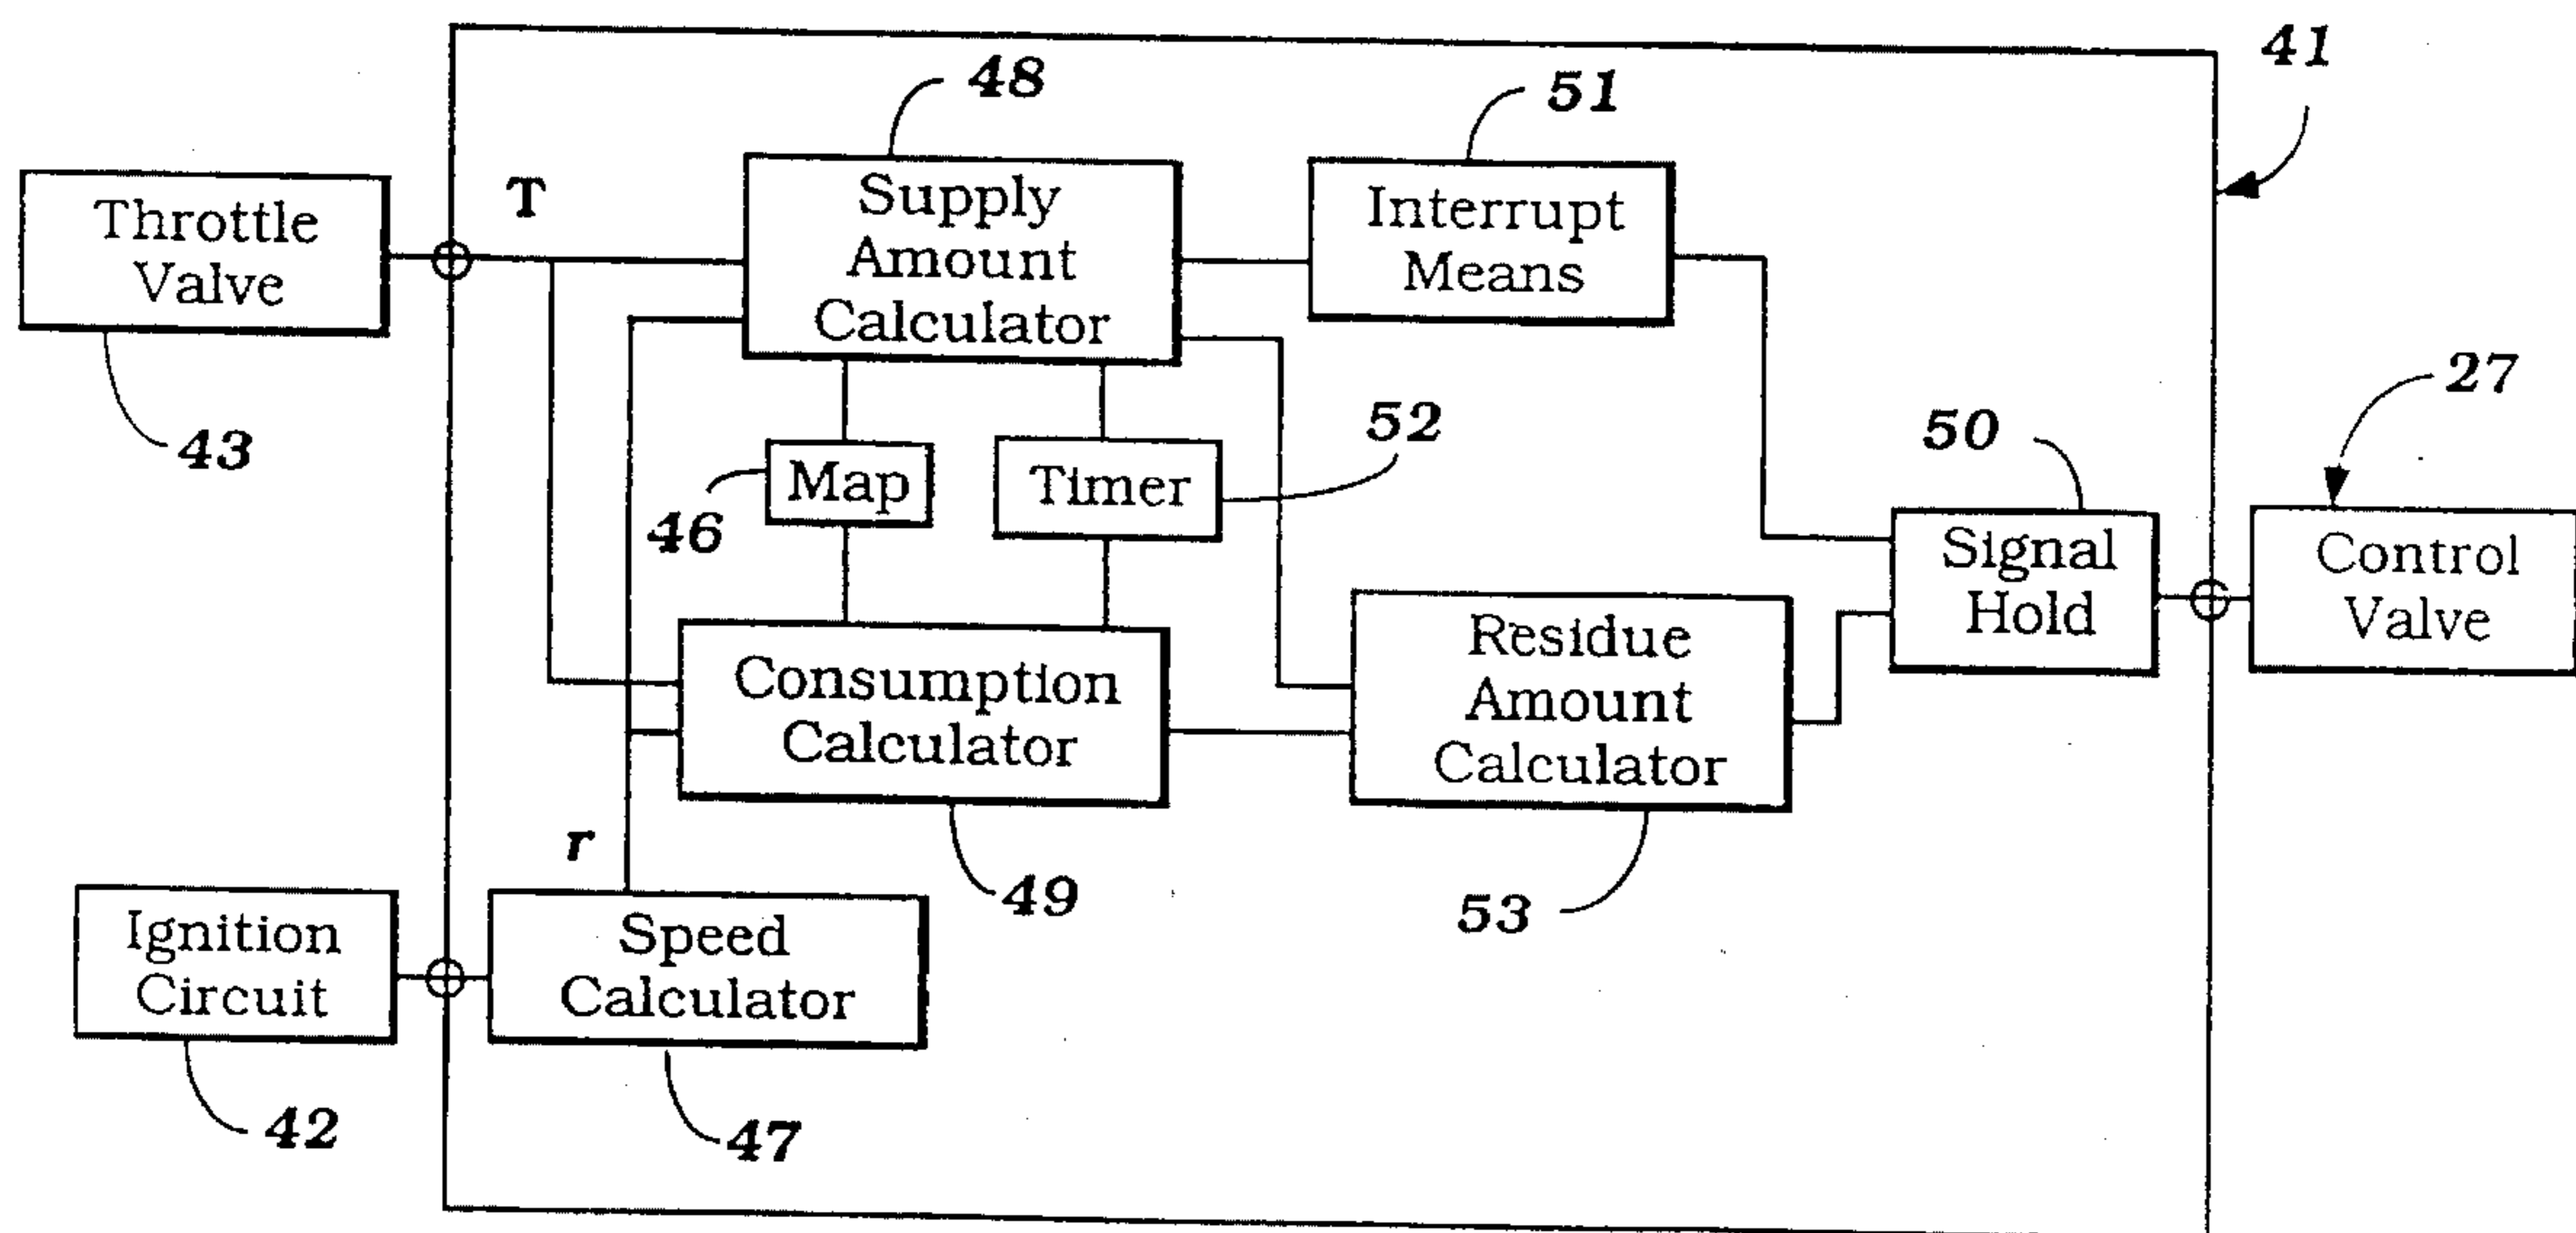 41
48
51
T
Throttle
Valve
Supply
Amount
Calculator
Interrupt
Means
43
27
52
50
46
Map
Timer
Signal
Hold
Control
Valve
Consumption
Calculator
Residue
Amount
Calculator
r
49
53
Ignition
Circuit
Speed
Calculator
42
47